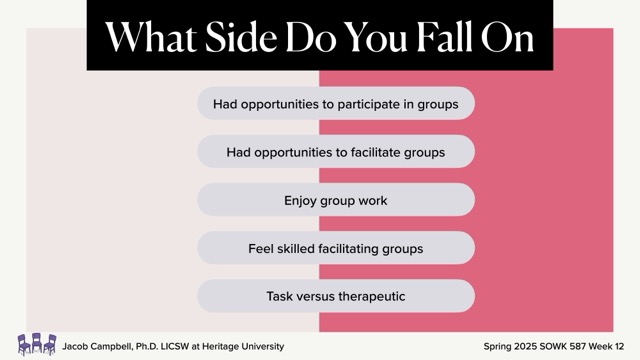 What Side Do You Fall On
Had opportunities to participate in groups
Had opportunities to facilitate groups
Enjoy group work
Feel skilled facilitating groups
Task versus therapeutic
Jacob Campbell, Ph.D. LICSW at Heritage University
Spring 2025 SOWK 587 Week 12